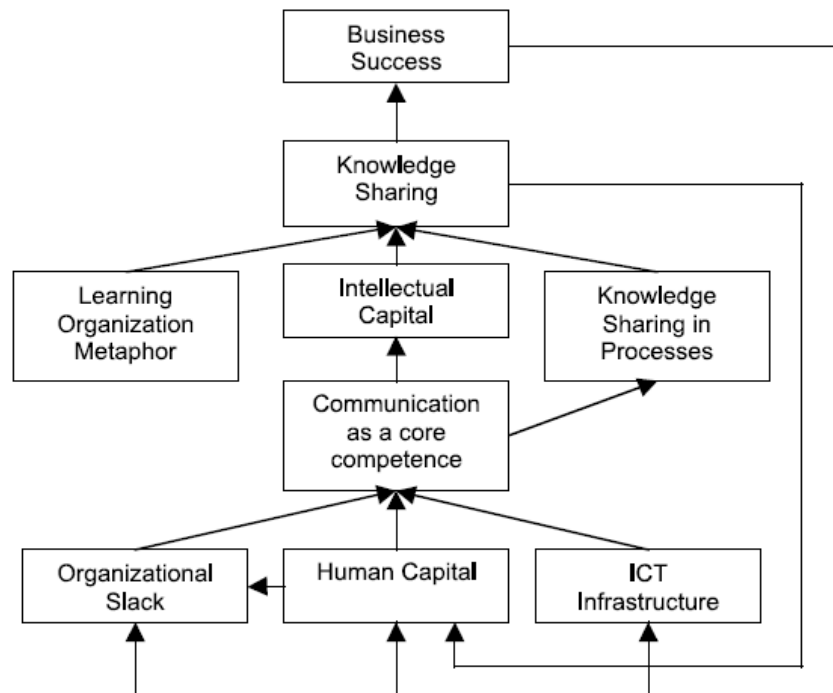 Business
Success
Knowledge
Sharing
Learning
Organization
Metaphor
Intellectual
Capital
Knowledge
Sharing in
Processes
Communication
as a core
competence
Organizational
Slack
Human Capital
ICT
Infrastructure